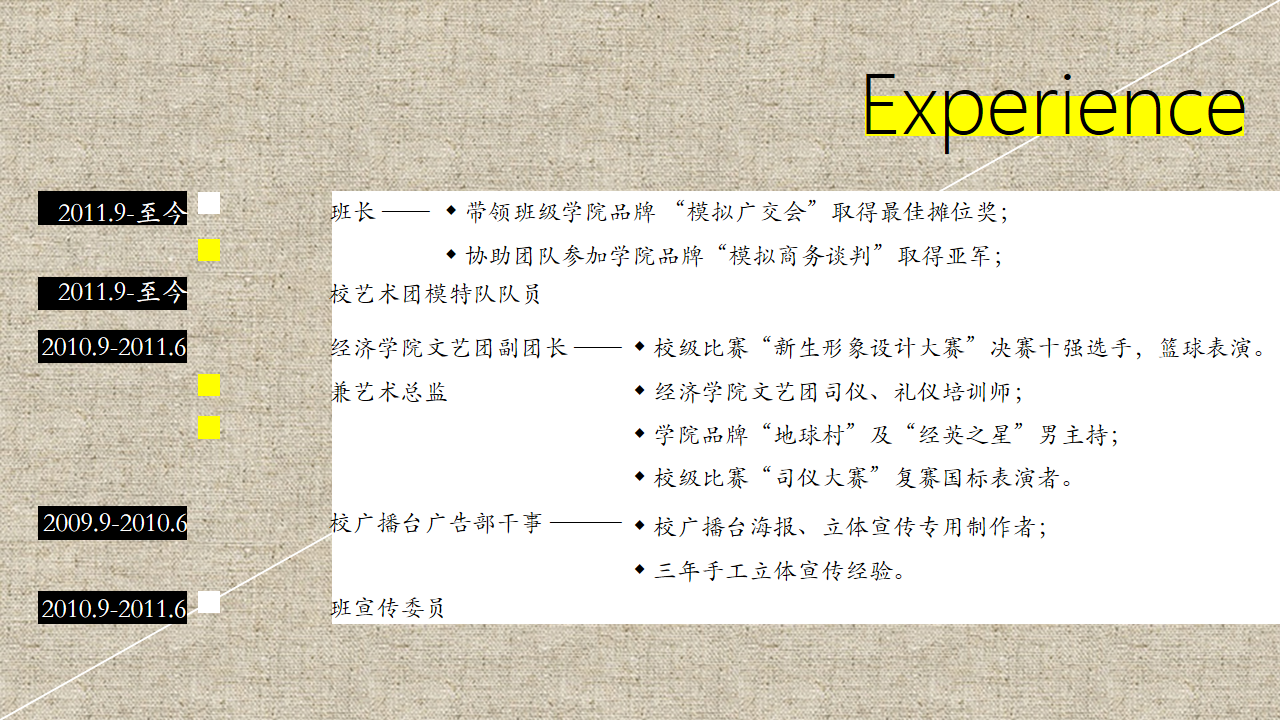 Experience
2011.9-至今
班长 —— ◆ 带领班级学院品牌 “模拟广交会”取得最佳摊位奖；
◆ 协助团队参加学院品牌“模拟商务谈判”取得亚军；
2011.9-至今
校艺术团模特队队员
2010.9-2011.6
经济学院文艺团副团长 —— ◆ 校级比赛“新生形象设计大赛”决赛十强选手，篮球表演。
兼艺术总监 ◆ 经济学院文艺团司仪、礼仪培训师；
◆ 学院品牌“地球村”及“经英之星”男主持；
◆ 校级比赛“司仪大赛”复赛国标表演者。
2009.9-2010.6
校广播台广告部干事 —— ◆ 校广播台海报、立体宣传专用制作者；
◆ 三年手工立体宣传经验。
2010.9-2011.6
班宣传委员